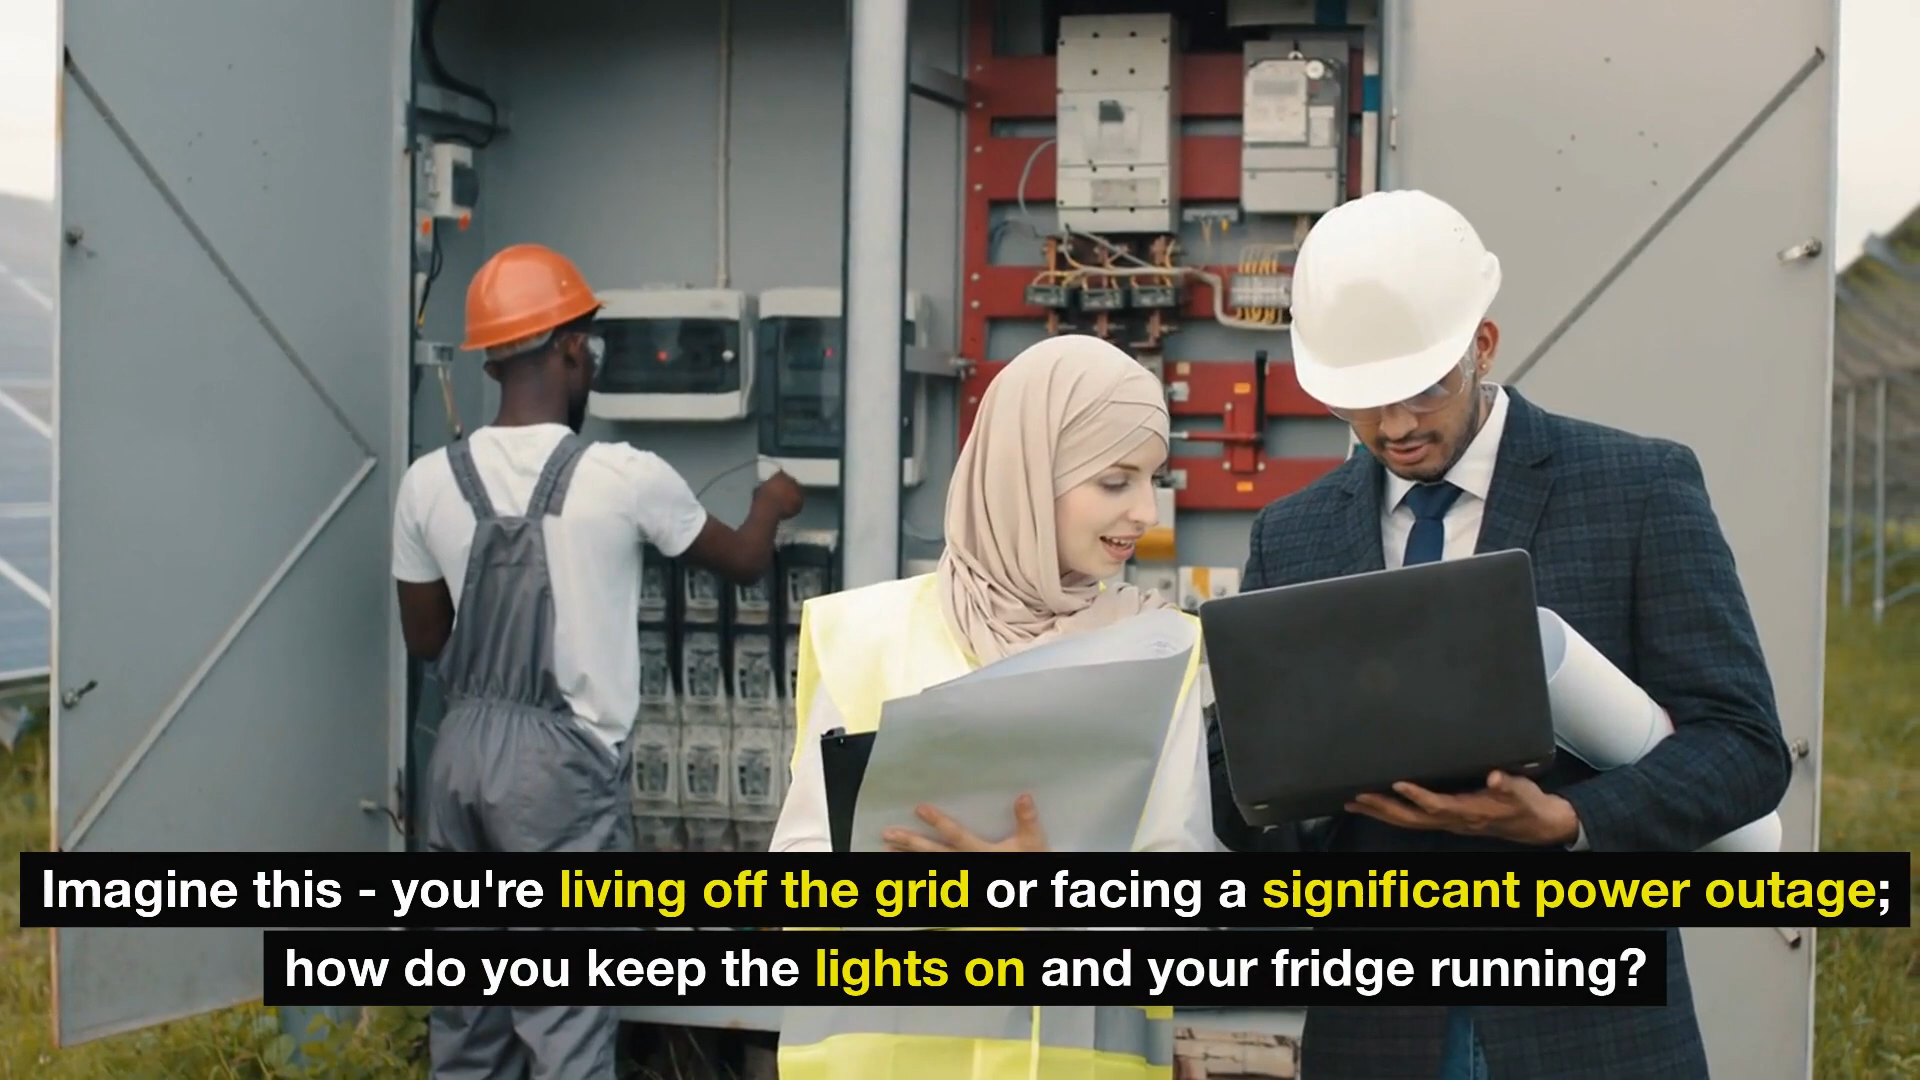 Imagine this - you're living off the grid or facing a significant power outage;
how do you keep the lights on and your fridge running?